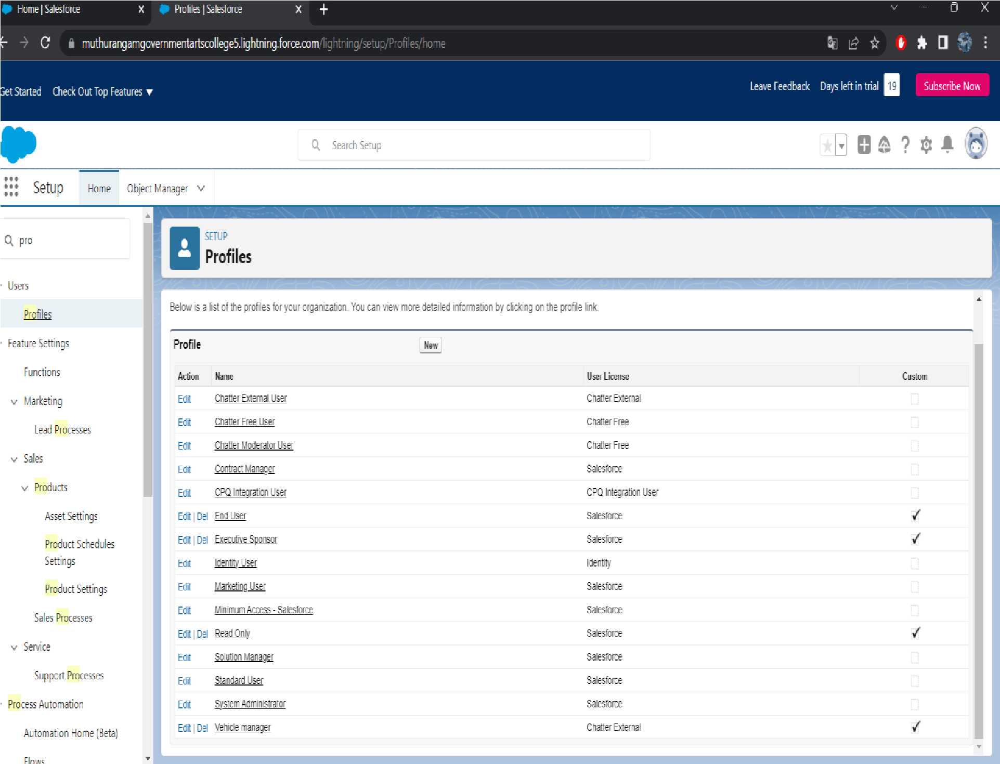 Home | Salesforce
Profiles | Salesforce
muthurangamgovernmentartscollege5.lightning.force.com/lightning/setup/Profiles/home
Get Started
Check Out Top Features ▼
Leave Feedback
Days left in trial 19
Subscribe Now
Search Setup
Setup
Home
Object Manager
pro
Users
Profiles
Feature Settings
Functions
Marketing
Lead Processes
Sales
Products
Asset Settings
Product Schedules
Settings
Product Settings
Sales Processes
Service
Support Processes
Process Automation
Automation Home (Beta)
Flows
SETUP
Profiles
Below is a list of the profiles for your organization. You can view more detailed information by clicking on the profile link.
Profile New
Action Name User License Custom
Edit Chatter External User Chatter External
Edit Chatter Free User Chatter Free
Edit Chatter Moderator User Chatter Free
Edit Contract Manager Salesforce
Edit CPQ Integration User CPQ Integration User
Edit | Del End User Salesforce ✓
Edit | Del Executive Sponsor Salesforce ✓
Edit Identity User Identity
Edit Marketing User Salesforce
Edit Minimum Access - Salesforce Salesforce
Edit | Del Read Only Salesforce ✓
Edit Solution Manager Salesforce
Edit Standard User Salesforce
Edit System Administrator Salesforce
Edit | Del Vehicle manager Chatter External ✓